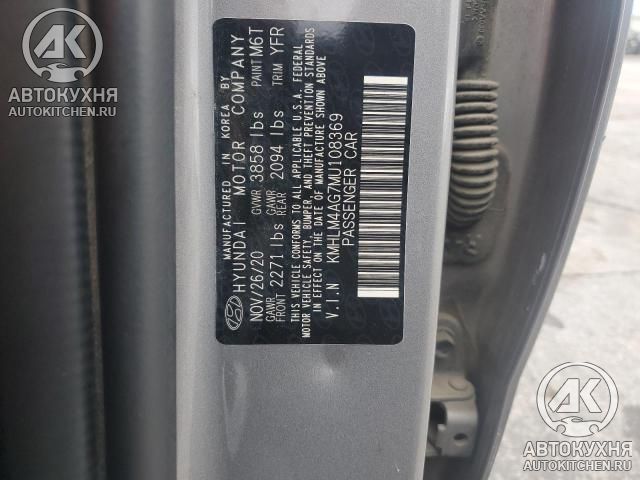 MANUFACTURED IN KOREA BY
HYUNDAI MOTOR COMPANY
NOV/26/20 GVWR 3858 lbs PAINT M6T
GAWR FRONT 2271 lbs GAWR REAR 2094 lbs TRIM YFR
THIS VEHICLE CONFORMS TO ALL APPLICABLE U.S.A. FEDERAL
MOTOR VEHICLE SAFETY, BUMPER, AND THEFT PREVENTION STANDARDS
IN EFFECT ON THE DATE OF MANUFACTURE SHOWN ABOVE
V.I.N KMHLM4AG7MU108369
PASSENGER CAR
АК
АВТОКУХНЯ
AUTOKITCHEN.RU
АК
АВТОКУХНЯ
AUTOKITCHEN.RU